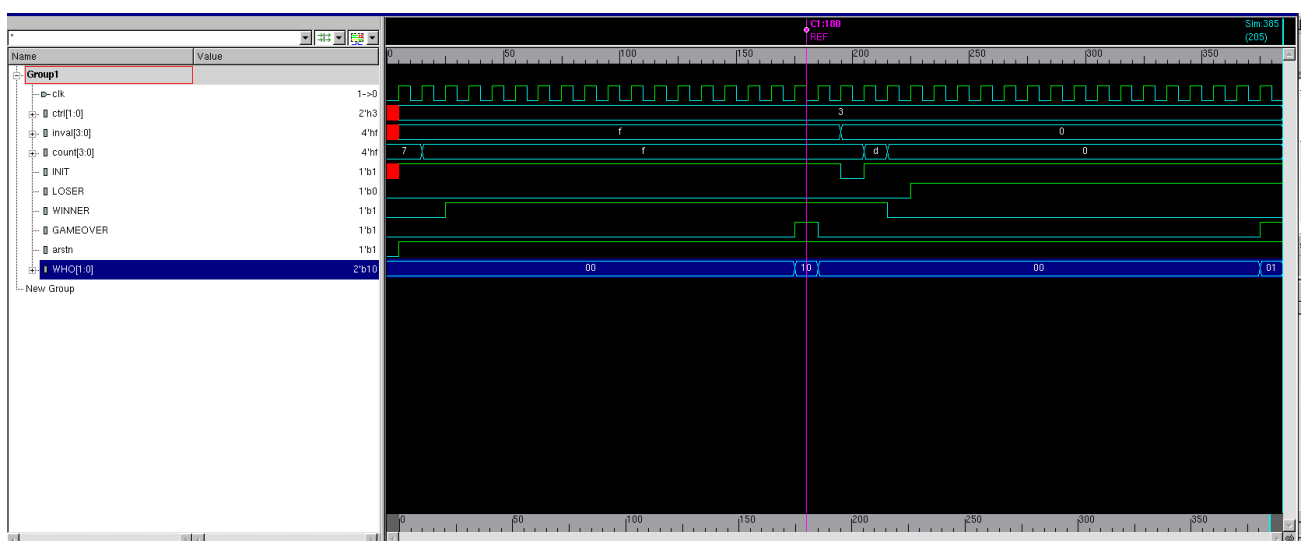 C1:180 Sim:385
* REF (205)
Name Value 0 50 100 150 200 250 300 350
Group1
clk 1->0
ctrl[1:0] 2'h3 3
inval[3:0] 4'hf f 0
count[3:0] 4'hf 7 f d 0
INIT 1'b1
LOSER 1'b0
WINNER 1'b1
GAMEOVER 1'b1
arstn 1'b1
WHO[1:0] 2'b10 00 10 00 01
New Group
0 50 100 150 200 250 300 350